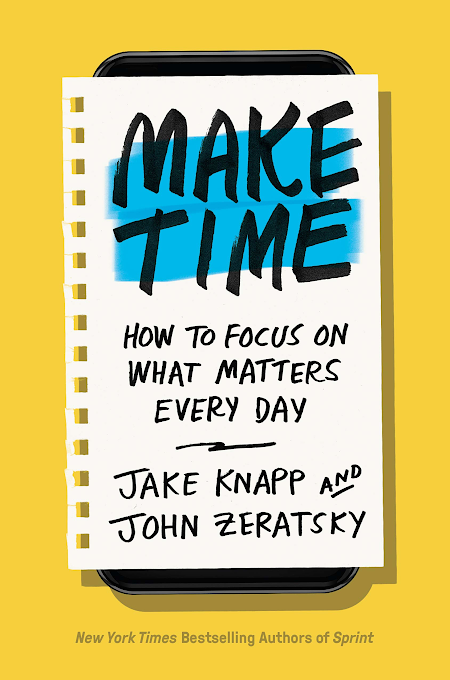 MAKE
TIME
HOW TO FOCUS ON
WHAT MATTERS
EVERY DAY
JAKE KNAPP AND
JOHN ZERATSKY
New York Times Bestselling Authors of Sprint